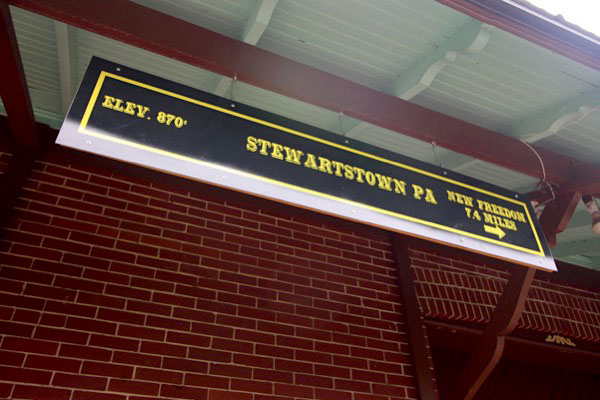 ELEV. 870'
STEWARTSTOWN PA
NEW FREEDOM
7.4 MILES